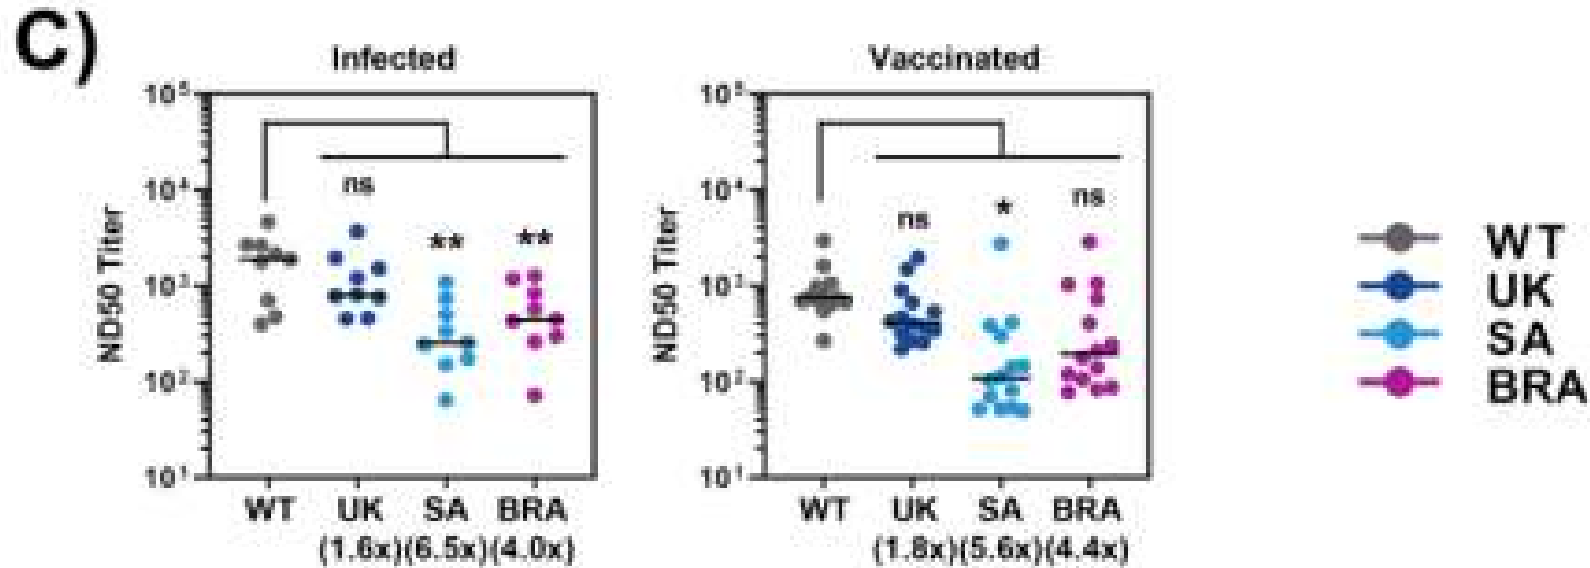 C)
Infected
10⁵
10⁴
10³
10²
10¹
ND50 Titer
ns
**
**
WT UK SA BRA
(1.6x)(6.5x)(4.0x)
Vaccinated
10⁵
10⁴
10³
10²
10¹
ND50 Titer
ns
*
ns
WT UK SA BRA
(1.8x)(5.6x)(4.4x)
WT
UK
SA
BRA